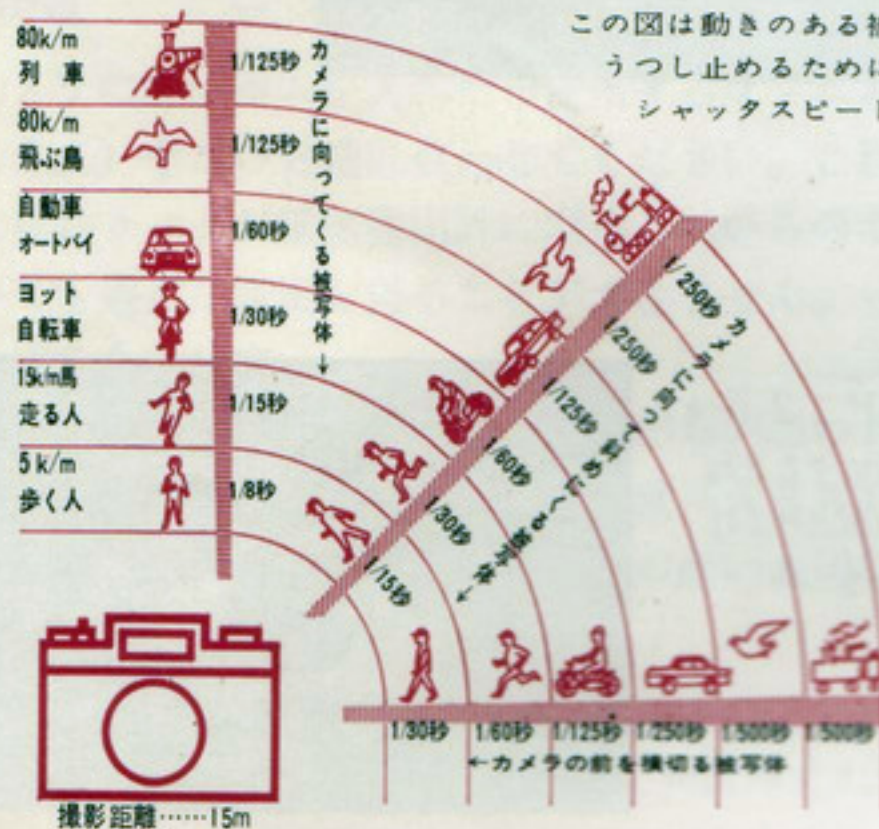 この図は動きのある被
うつし止めるために
シャッタスピード
80k/m
列 車
1/125秒
80k/m
飛ぶ鳥
1/125秒
自動車
オートバイ
1/60秒
ヨット
自転車
1/30秒
15k/m馬
走る人
1/15秒
5k/m
歩く人
1/8秒
カメラに向ってくる被写体↓
1/250秒
1/250秒
1/125秒
1/60秒
1/30秒
1/15秒
カメラに向って斜めにくる被写体↓
1/30秒 1/60秒 1/125秒 1/250秒 1/500秒 1/500秒
←カメラの前を横切る被写体
撮影距離……15m